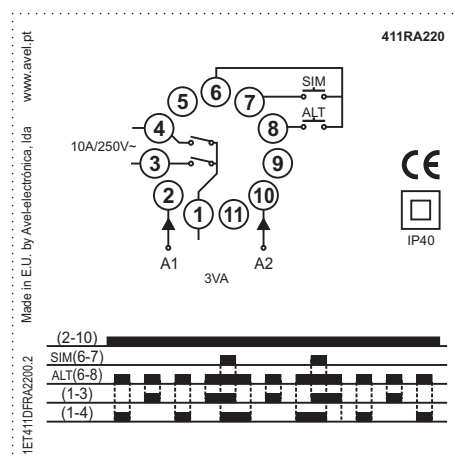 411RA220
www.avel.pt
Made in E.U. by Avel-electrónica, lda
1ET411DFRA2200.2
SIM
6
5
7
ALT
4
8
10A/250V~
3
9
2
10
1
11
CE
IP40
A1
A2
3VA
(2-10)
SIM(6-7)
ALT(6-8)
(1-3)
(1-4)